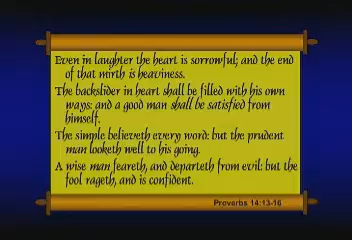 Even in laughter the heart is sorrowful; and the end
of that mirth is heaviness.
The backslider in heart shall be filled with his own
ways: and a good man shall be satisfied from
himself.
The simple believeth every word: but the prudent
man looketh well to his going.
A wise man feareth, and departeth from evil: but the
fool rageth, and is confident.
Proverbs 14:13-16